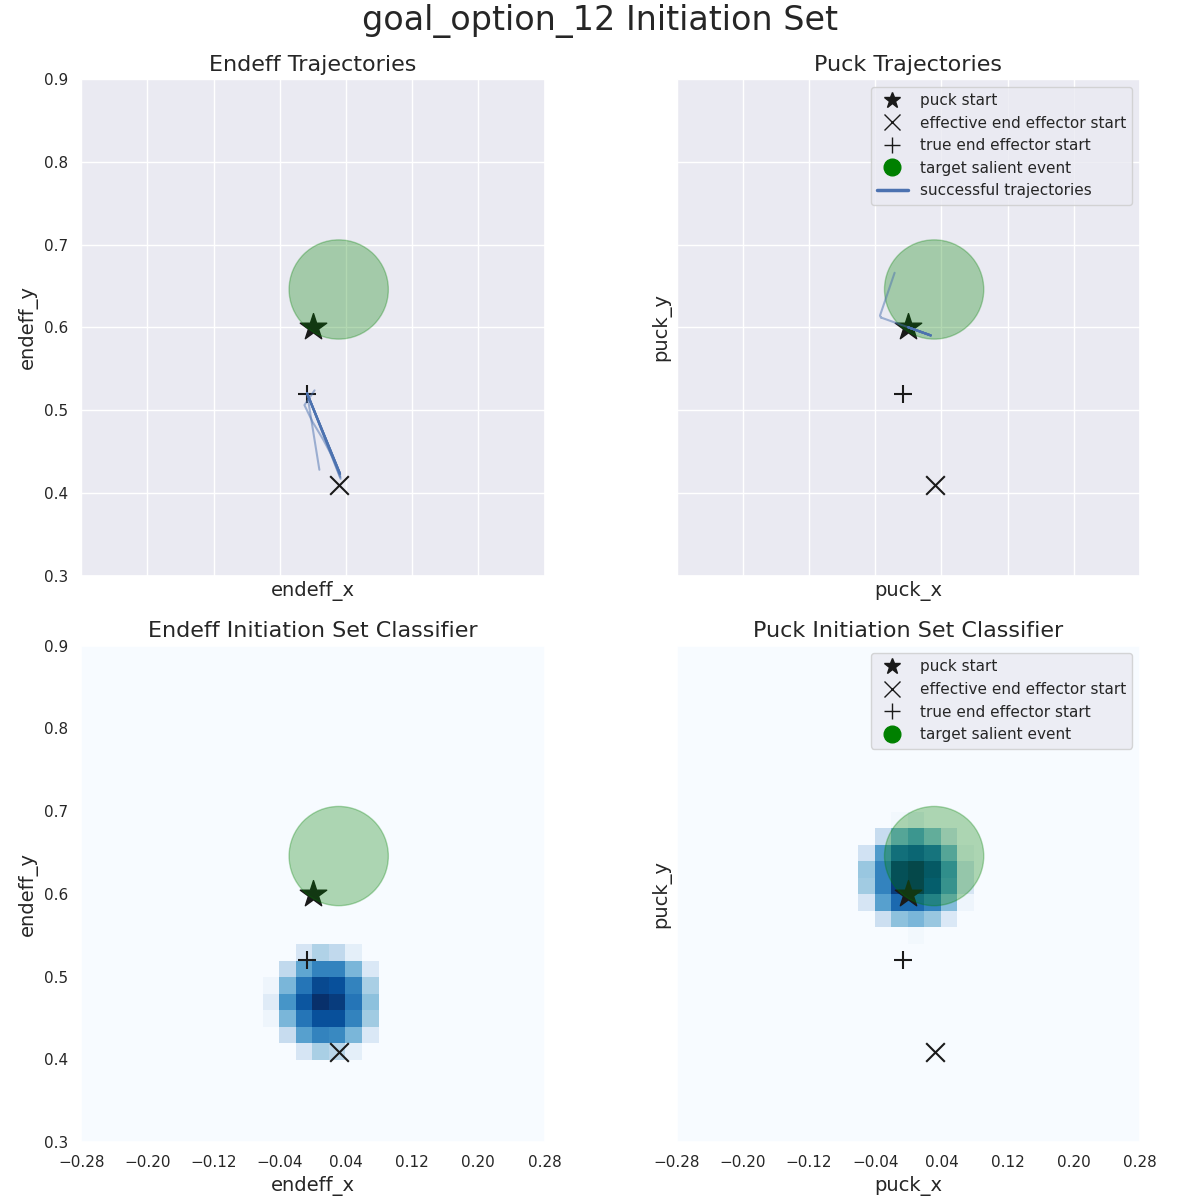 goal_option_12 Initiation Set
Endeff Trajectories
0.9
0.8
0.7
0.6
0.5
0.4
0.3
endeff_y
endeff_x
Puck Trajectories
puck start
effective end effector start
true end effector start
target salient event
successful trajectories
puck_y
puck_x
Endeff Initiation Set Classifier
0.9
0.8
0.7
0.6
0.5
0.4
0.3
endeff_y
−0.28 −0.20 −0.12 −0.04 0.04 0.12 0.20 0.28
endeff_x
Puck Initiation Set Classifier
puck start
effective end effector start
true end effector start
target salient event
puck_y
−0.28 −0.20 −0.12 −0.04 0.04 0.12 0.20 0.28
puck_x